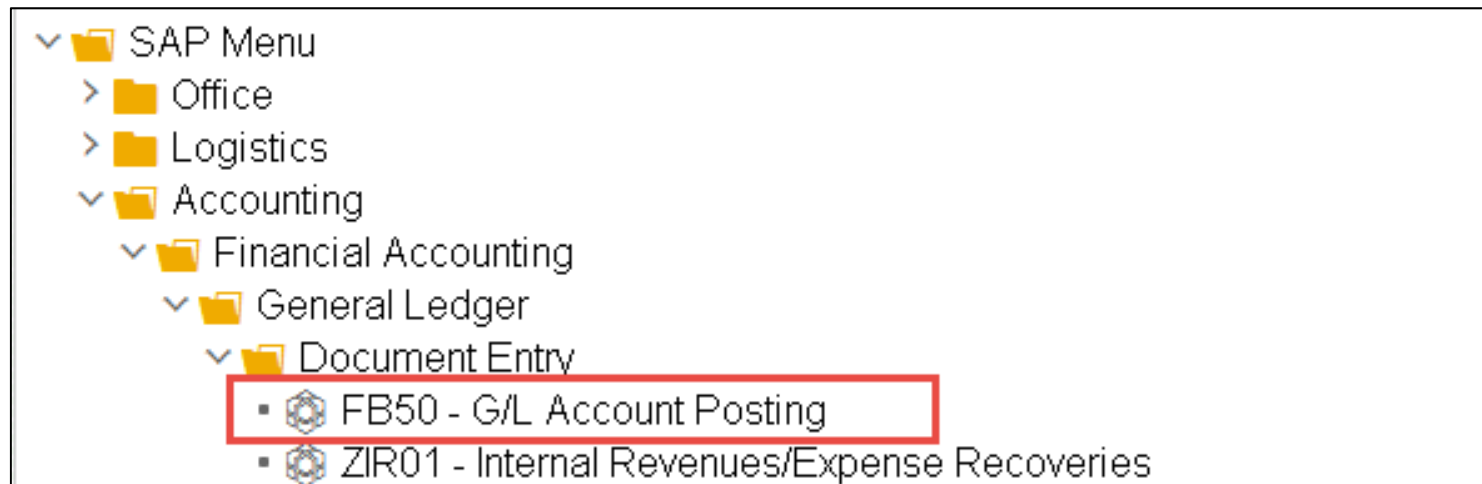 SAP Menu
Office
Logistics
Accounting
Financial Accounting
General Ledger
Document Entry
FB50 - G/L Account Posting
ZIR01 - Internal Revenues/Expense Recoveries